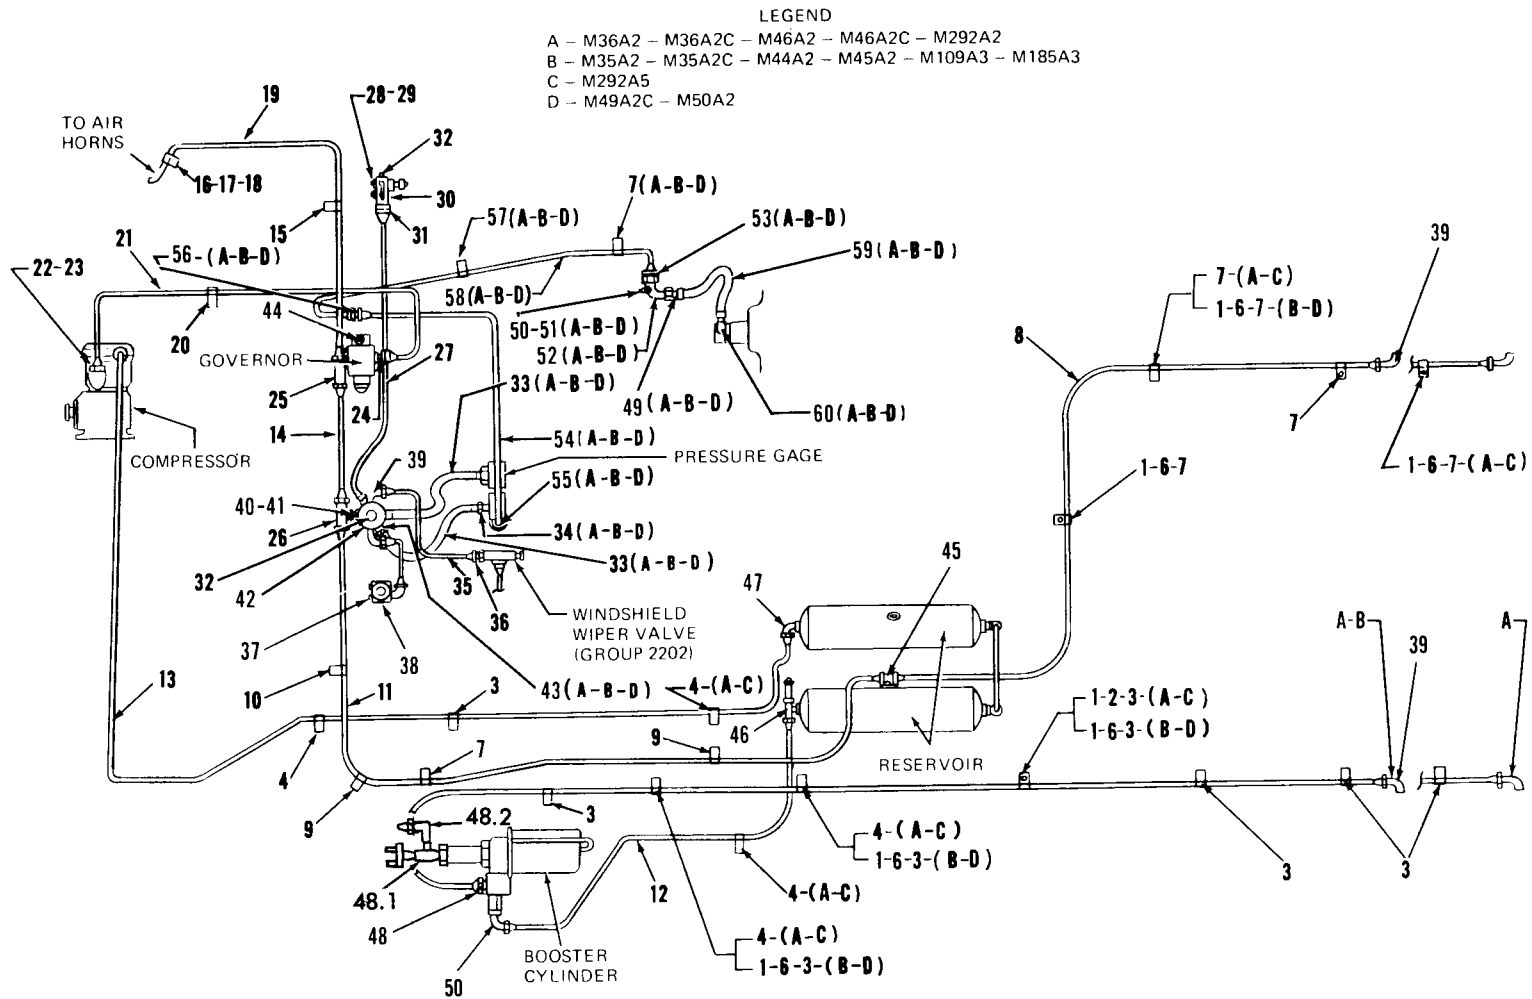 LEGEND
A – M36A2 – M36A2C – M46A2 – M46A2C – M292A2
B – M35A2 – M35A2C – M44A2 – M45A2 – M109A3 – M185A3
C – M292A5
D – M49A2C – M50A2
19
28-29
32
TO AIR
HORNS
16-17-18
30
7(A-B-D)
15
31
57(A-B-D)
53(A-B-D)
39
21
56-(A-B-D)
59(A-B-D)
22-23
7-(A-C)
1-6-7-(B-D)
58(A-B-D)
20
44
50-51(A-B-D)
8
GOVERNOR
27
52(A-B-D)
33(A-B-D)
25
24
49(A-B-D)
60(A-B-D)
7
14
54(A-B-D)
COMPRESSOR
39
PRESSURE GAGE
1-6-7-(A-C)
1-6-7
55(A-B-D)
40-41
26
34(A-B-D)
33(A-B-D)
32
42
35
36
45
47
WINDSHIELD
WIPER VALVE
(GROUP 2202)
37
38
A-B
39
A
13
10
11
3
43(A-B-D)
4-(A-C)
1-2-3-(A-C)
1-6-3-(B-D)
46
4
7
9
RESERVOIR
9
3
48.2
4-(A-C)
1-6-3-(B-D)
3
3
48.1
12
4-(A-C)
48
4-(A-C)
1-6-3-(B-D)
BOOSTER
CYLINDER
50